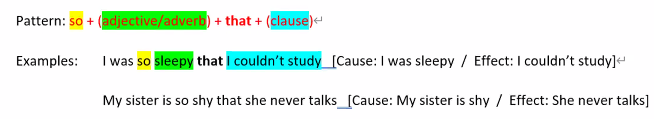 Pattern: so + (adjective/adverb) + that + (clause)↵
Examples: I was so sleepy that I couldn’t study [Cause: I was sleepy / Effect: I couldn’t study]↵
My sister is so shy that she never talks [Cause: My sister is shy / Effect: She never talks]